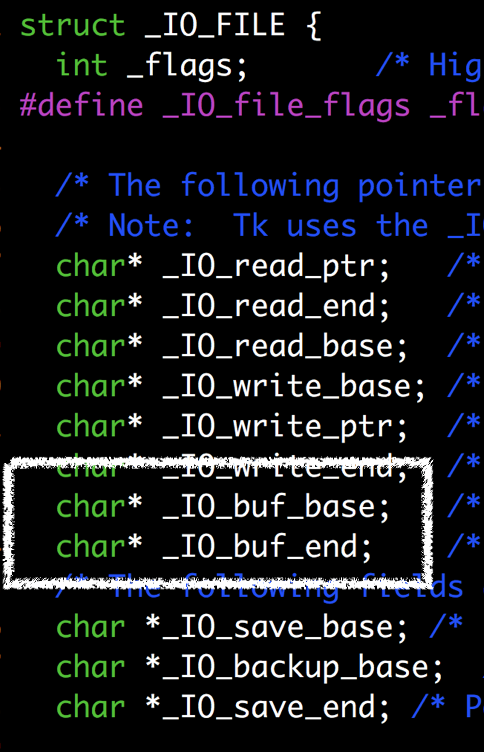 struct _IO_FILE {
int _flags; /* Hig
#define _IO_file_flags _fl
/* The following pointer
/* Note: Tk uses the _IO
char* _IO_read_ptr; /*
char* _IO_read_end; /*
char* _IO_read_base; /*
char* _IO_write_base; /*
char* _IO_write_ptr; /*
char* _IO_write_end; /*
char* _IO_buf_base; /*
char* _IO_buf_end; /*
/* The following fields
char *_IO_save_base; /*
char *_IO_backup_base;
char *_IO_save_end; /* P